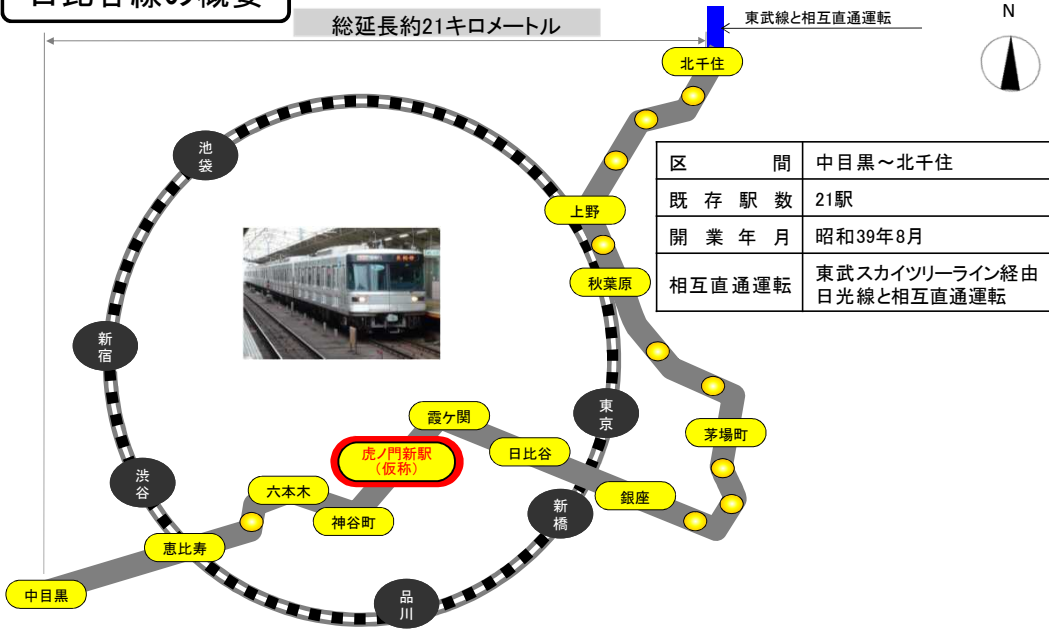 日比谷線の概要
総延長約21キロメートル
東武線と相互直通運転
N
北千住
池袋
区間 中目黒～北千住
既存駅数 21駅
開業年月 昭和39年8月
相互直通運転 東武スカイツリーライン経由
日光線と相互直通運転
上野
秋葉原
新宿
東京
霞ケ関
茅場町
日比谷
虎ノ門新駅
（仮称）
渋谷
六本木
銀座
神谷町
新橋
恵比寿
中目黒
品川